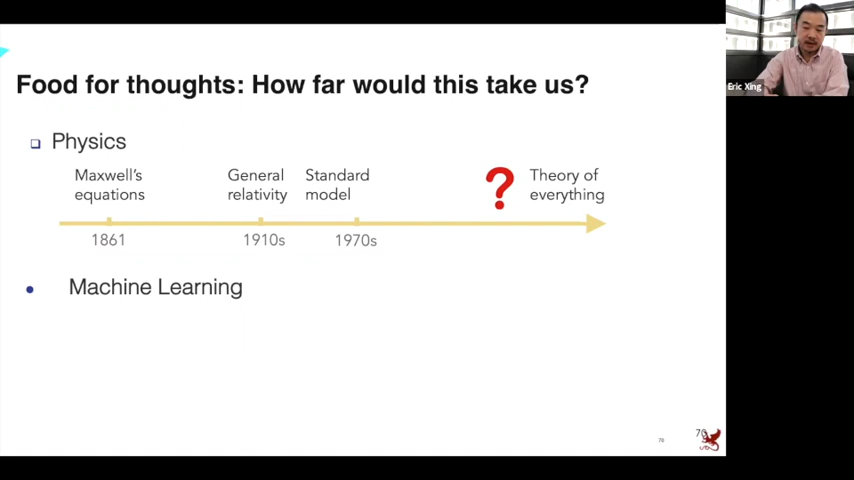 Food for thoughts: How far would this take us?
Eric Xing
Physics
Maxwell's equations
General relativity
Standard model
?
Theory of everything
1861
1910s
1970s
Machine Learning